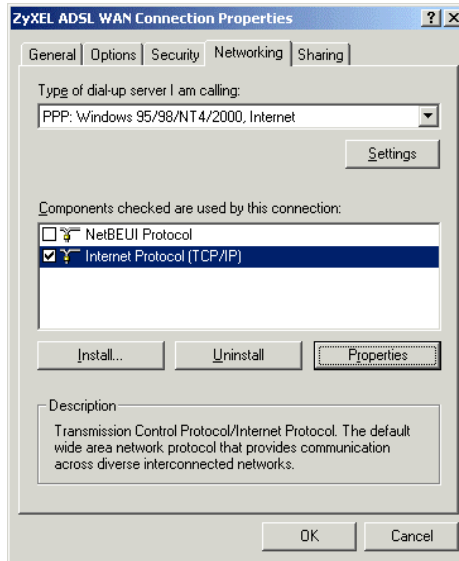 ZyXEL ADSL WAN Connection Properties
General Options Security Networking Sharing
Type of dial-up server I am calling:
PPP: Windows 95/98/NT4/2000, Internet
Settings
Components checked are used by this connection:
NetBEUI Protocol
Internet Protocol (TCP/IP)
Install... Uninstall Properties
Description
Transmission Control Protocol/Internet Protocol. The default
wide area network protocol that provides communication
across diverse interconnected networks.
OK Cancel